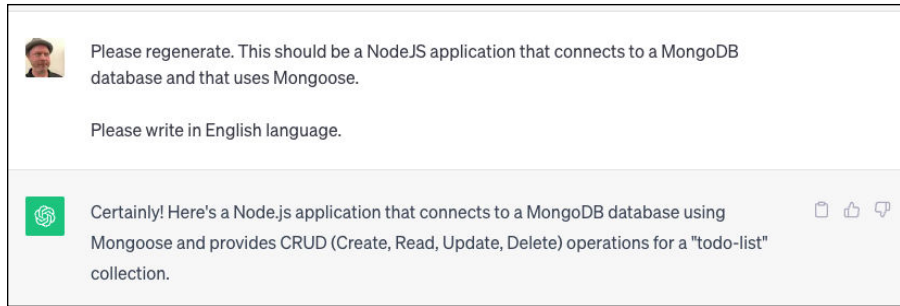 Please regenerate. This should be a NodeJS application that connects to a MongoDB
database and that uses Mongoose.
Please write in English language.
Certainly! Here's a Node.js application that connects to a MongoDB database using
Mongoose and provides CRUD (Create, Read, Update, Delete) operations for a "todo-list"
collection.